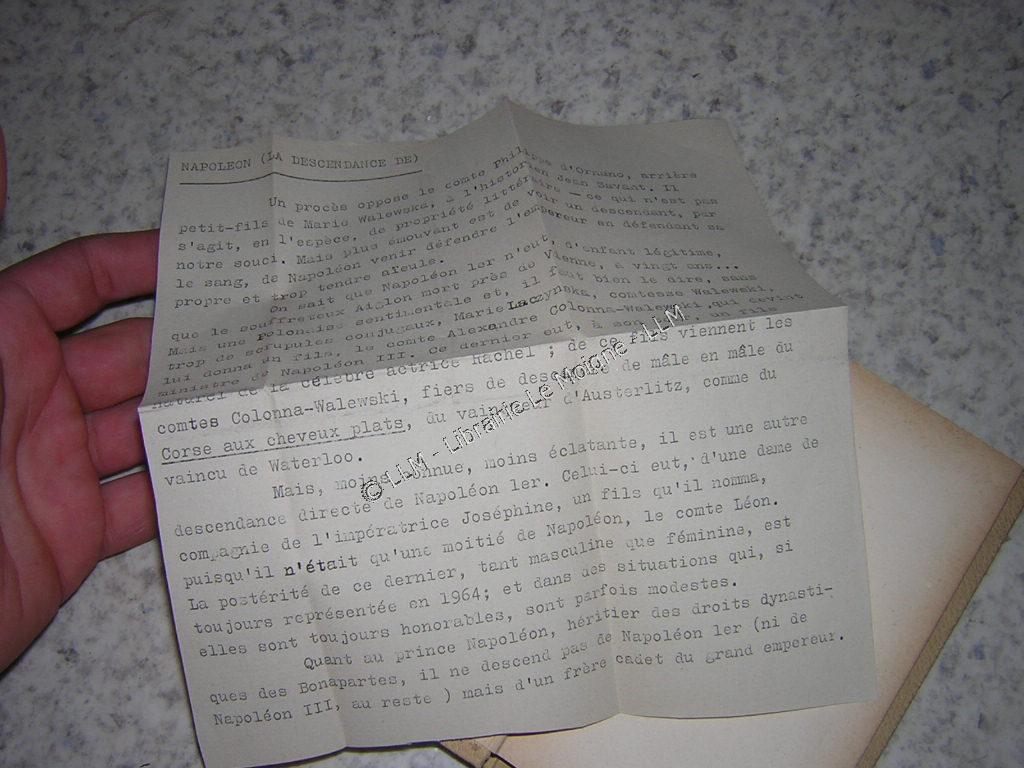 NAPOLEON (LA DESCENDANCE DE)
Un procès oppose le comte Philippe d'Ornano, arrière
petit-fils de Marie Walewska, à l'historien Jean Savant. Il
s'agit, en l'espèce, de propriété littéraire - ce qui n'est pas
notre souci. Mais plus émouvant est de voir un descendant, par
le sang, de Napoléon venir défendre l'empereur en défendant sa
propre et trop tendre aïeule.
On sait que Napoléon 1er n'eut, d'enfant légitime,
que le souffreteux Aiglon mort près de Vienne, à vingt ans...
Mais une polonaise sentimentale et, il faut bien le dire, sans
trop de scrupules conjugaux, Marie Laczynska, comtesse Walewski,
lui donna un fils, le comte Alexandre Colonna-Walewski, qui devint
ministre de Napoléon III. Ce dernier eut, à son tour, un fils
naturel de la célèbre actrice Rachel ; de ce fils viennent les
comtes Colonna-Walewski, fiers de descendre de mâle en mâle du
Corse aux cheveux plats, du vainqueur d'Austerlitz, comme du
vaincu de Waterloo.
Mais, moins connue, moins éclatante, il est une autre
descendance directe de Napoléon 1er. Celui-ci eut, d'une dame de
compagnie de l'impératrice Joséphine, un fils qu'il nomma,
puisqu'il n'était qu'une moitié de Napoléon, le comte Léon.
La postérité de ce dernier, tant masculine que féminine, est
toujours représentée en 1964; et dans des situations qui, si
elles sont toujours honorables, sont parfois modestes.
Quant au prince Napoléon, héritier des droits dynasti-
ques des Bonapartes, il ne descend pas de Napoléon 1er (ni de
Napoléon III, au reste ) mais d'un frère cadet du grand empereur.
© LLM - Librairie Le Moigne - LLM